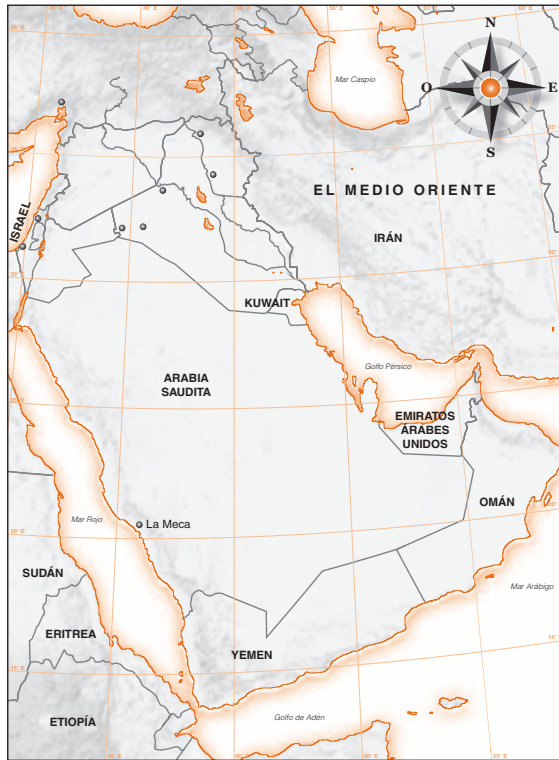 N
Mar Caspio
O
E
S
EL MEDIO ORIENTE
ISRAEL
IRÁN
KUWAIT
ARABIA
SAUDITA
Golfo Pérsico
EMIRATOS
ÁRABES
UNIDOS
OMÁN
La Meca
Mar Rojo
SUDÁN
Mar Arábigo
ERITREA
YEMEN
ETIOPÍA
Golfo de Adén